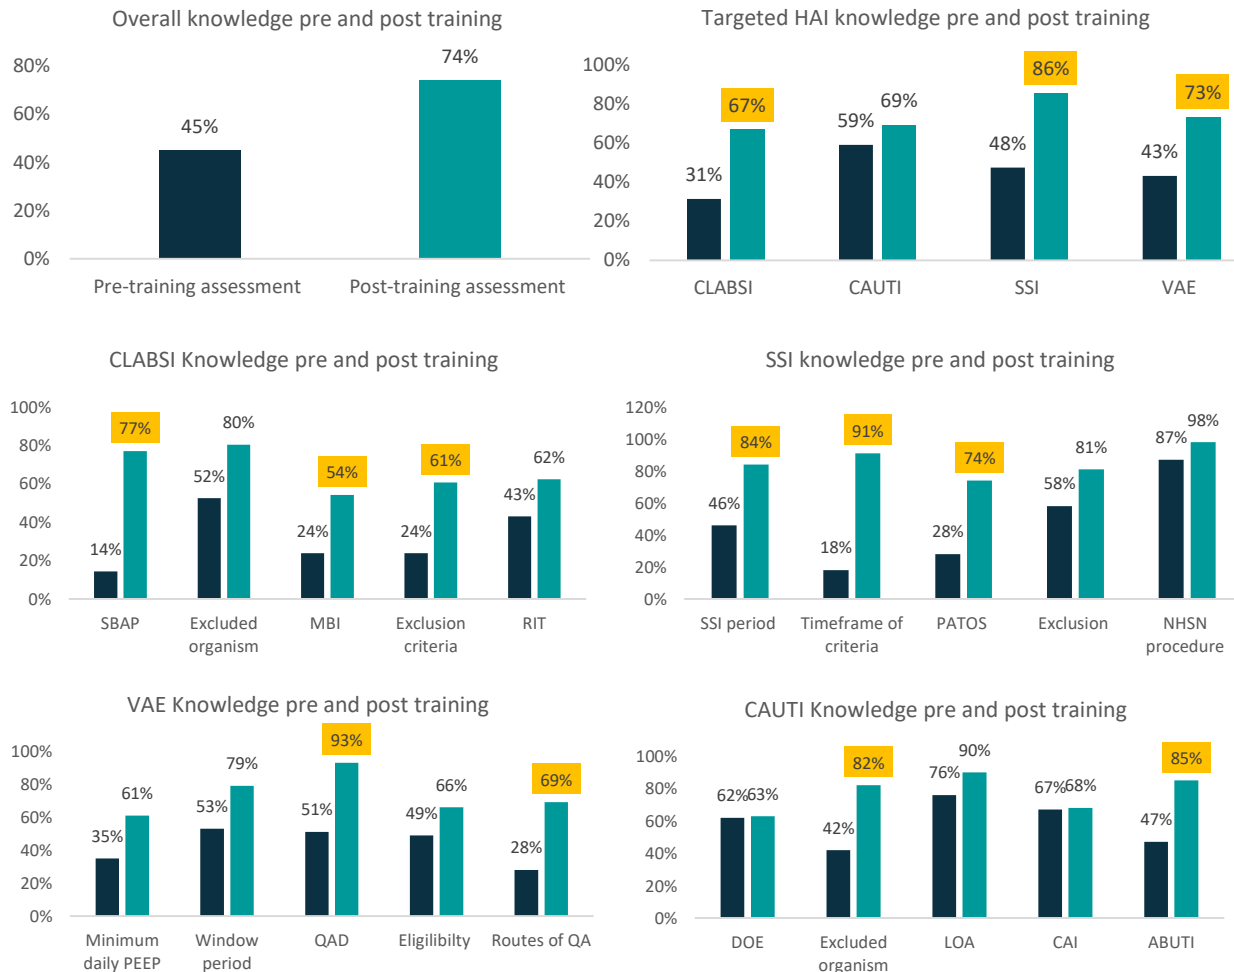 Overall knowledge pre and post training
80%
60%
40%
20%
0%
45%
74%
Pre-training assessment
Post-training assessment
Targeted HAI knowledge pre and post training
100%
80%
60%
40%
20%
0%
31%
67%
59%
69%
48%
86%
43%
73%
CLABSI
CAUTI
SSI
VAE
CLABSI Knowledge pre and post training
100%
80%
60%
40%
20%
0%
14%
77%
52%
80%
24%
54%
24%
61%
43%
62%
SBAP
Excluded
organism
MBI
Exclusion
criteria
RIT
SSI knowledge pre and post training
120%
100%
80%
60%
40%
20%
0%
46%
84%
18%
91%
28%
74%
58%
81%
87%
98%
SSI period
Timeframe of
criteria
PATOS
Exclusion
NHSN
procedure
VAE Knowledge pre and post training
100%
80%
60%
40%
20%
0%
35%
61%
53%
79%
51%
93%
49%
66%
28%
69%
Minimum
daily PEEP
Window
period
QAD
Eligilibilty
Routes of QA
CAUTI Knowledge pre and post training
100%
80%
60%
40%
20%
0%
62%
63%
42%
82%
76%
90%
67%
68%
47%
85%
DOE
Excluded
organism
LOA
CAI
ABUTI